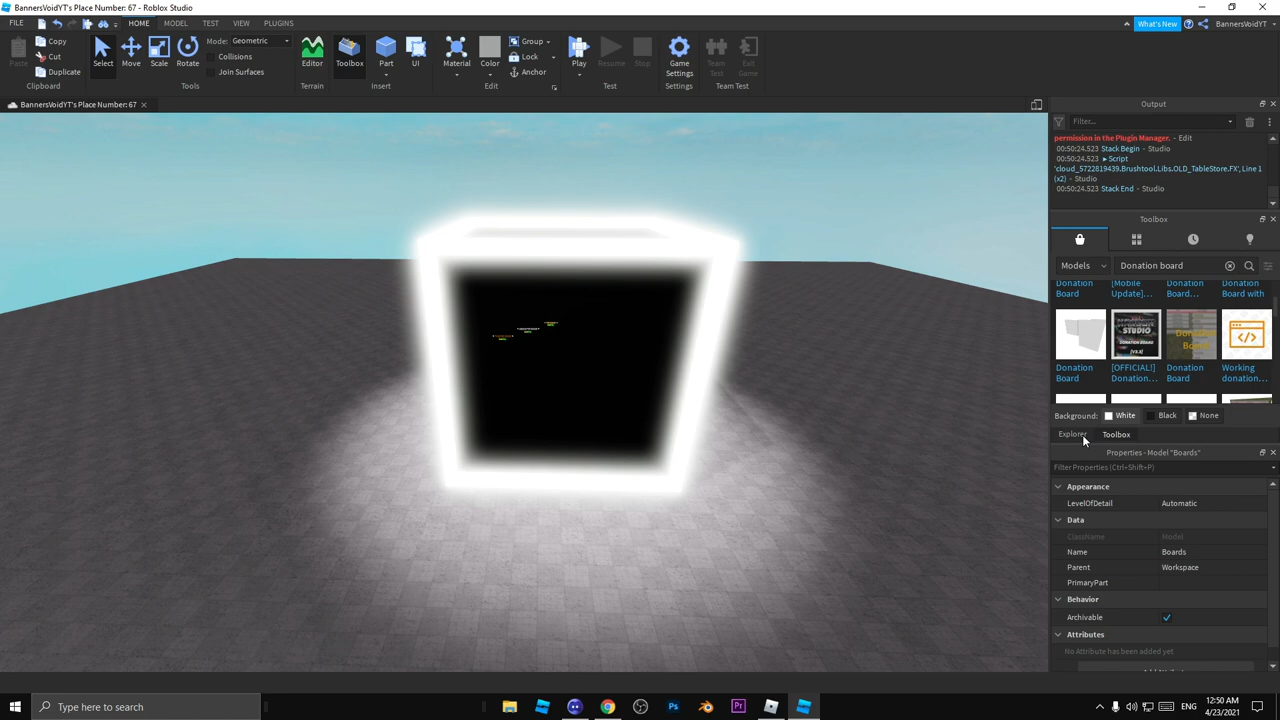 BannersVoidYT's Place Number: 67 - Roblox Studio
FILE HOME MODEL TEST VIEW PLUGINS What's New BannersVoidYT
Paste Copy Cut Duplicate Clipboard
Select Move Scale Rotate Mode: Geometric Collisions Join Surfaces Tools
Editor Terrain
Toolbox Part UI Insert
Material Color Group Lock Anchor Edit
Play Resume Stop Test
Game Settings Settings
Team Test Exit Game Team Test
BannersVoidYT's Place Number: 67
Output
Filter...
permission in the Plugin Manager. - Edit
00:50:24.523 Stack Begin - Studio
00:50:24.523 ▸ Script
'cloud_5722819439.Brushtool.Libs.OLD_TableStore.FX', Line 1
(x2) - Studio
00:50:24.523 Stack End - Studio
Toolbox
Models Donation board
Donation Board [Mobile Update]... Donation Board... Donation Board with
STUDIO
DONATION BOARD
Donation Board [OFFICIAL!] Donation... Donation Board Working donation...
Background: White Black None
Explorer Toolbox
Properties - Model "Boards"
Filter Properties (Ctrl+Shift+P)
Appearance
LevelOfDetail Automatic
Data
ClassName Model
Name Boards
Parent Workspace
PrimaryPart
Behavior
Archivable
Attributes
No Attribute has been added yet
Type here to search
Ps Pr
ENG
12:50 AM
4/23/2021